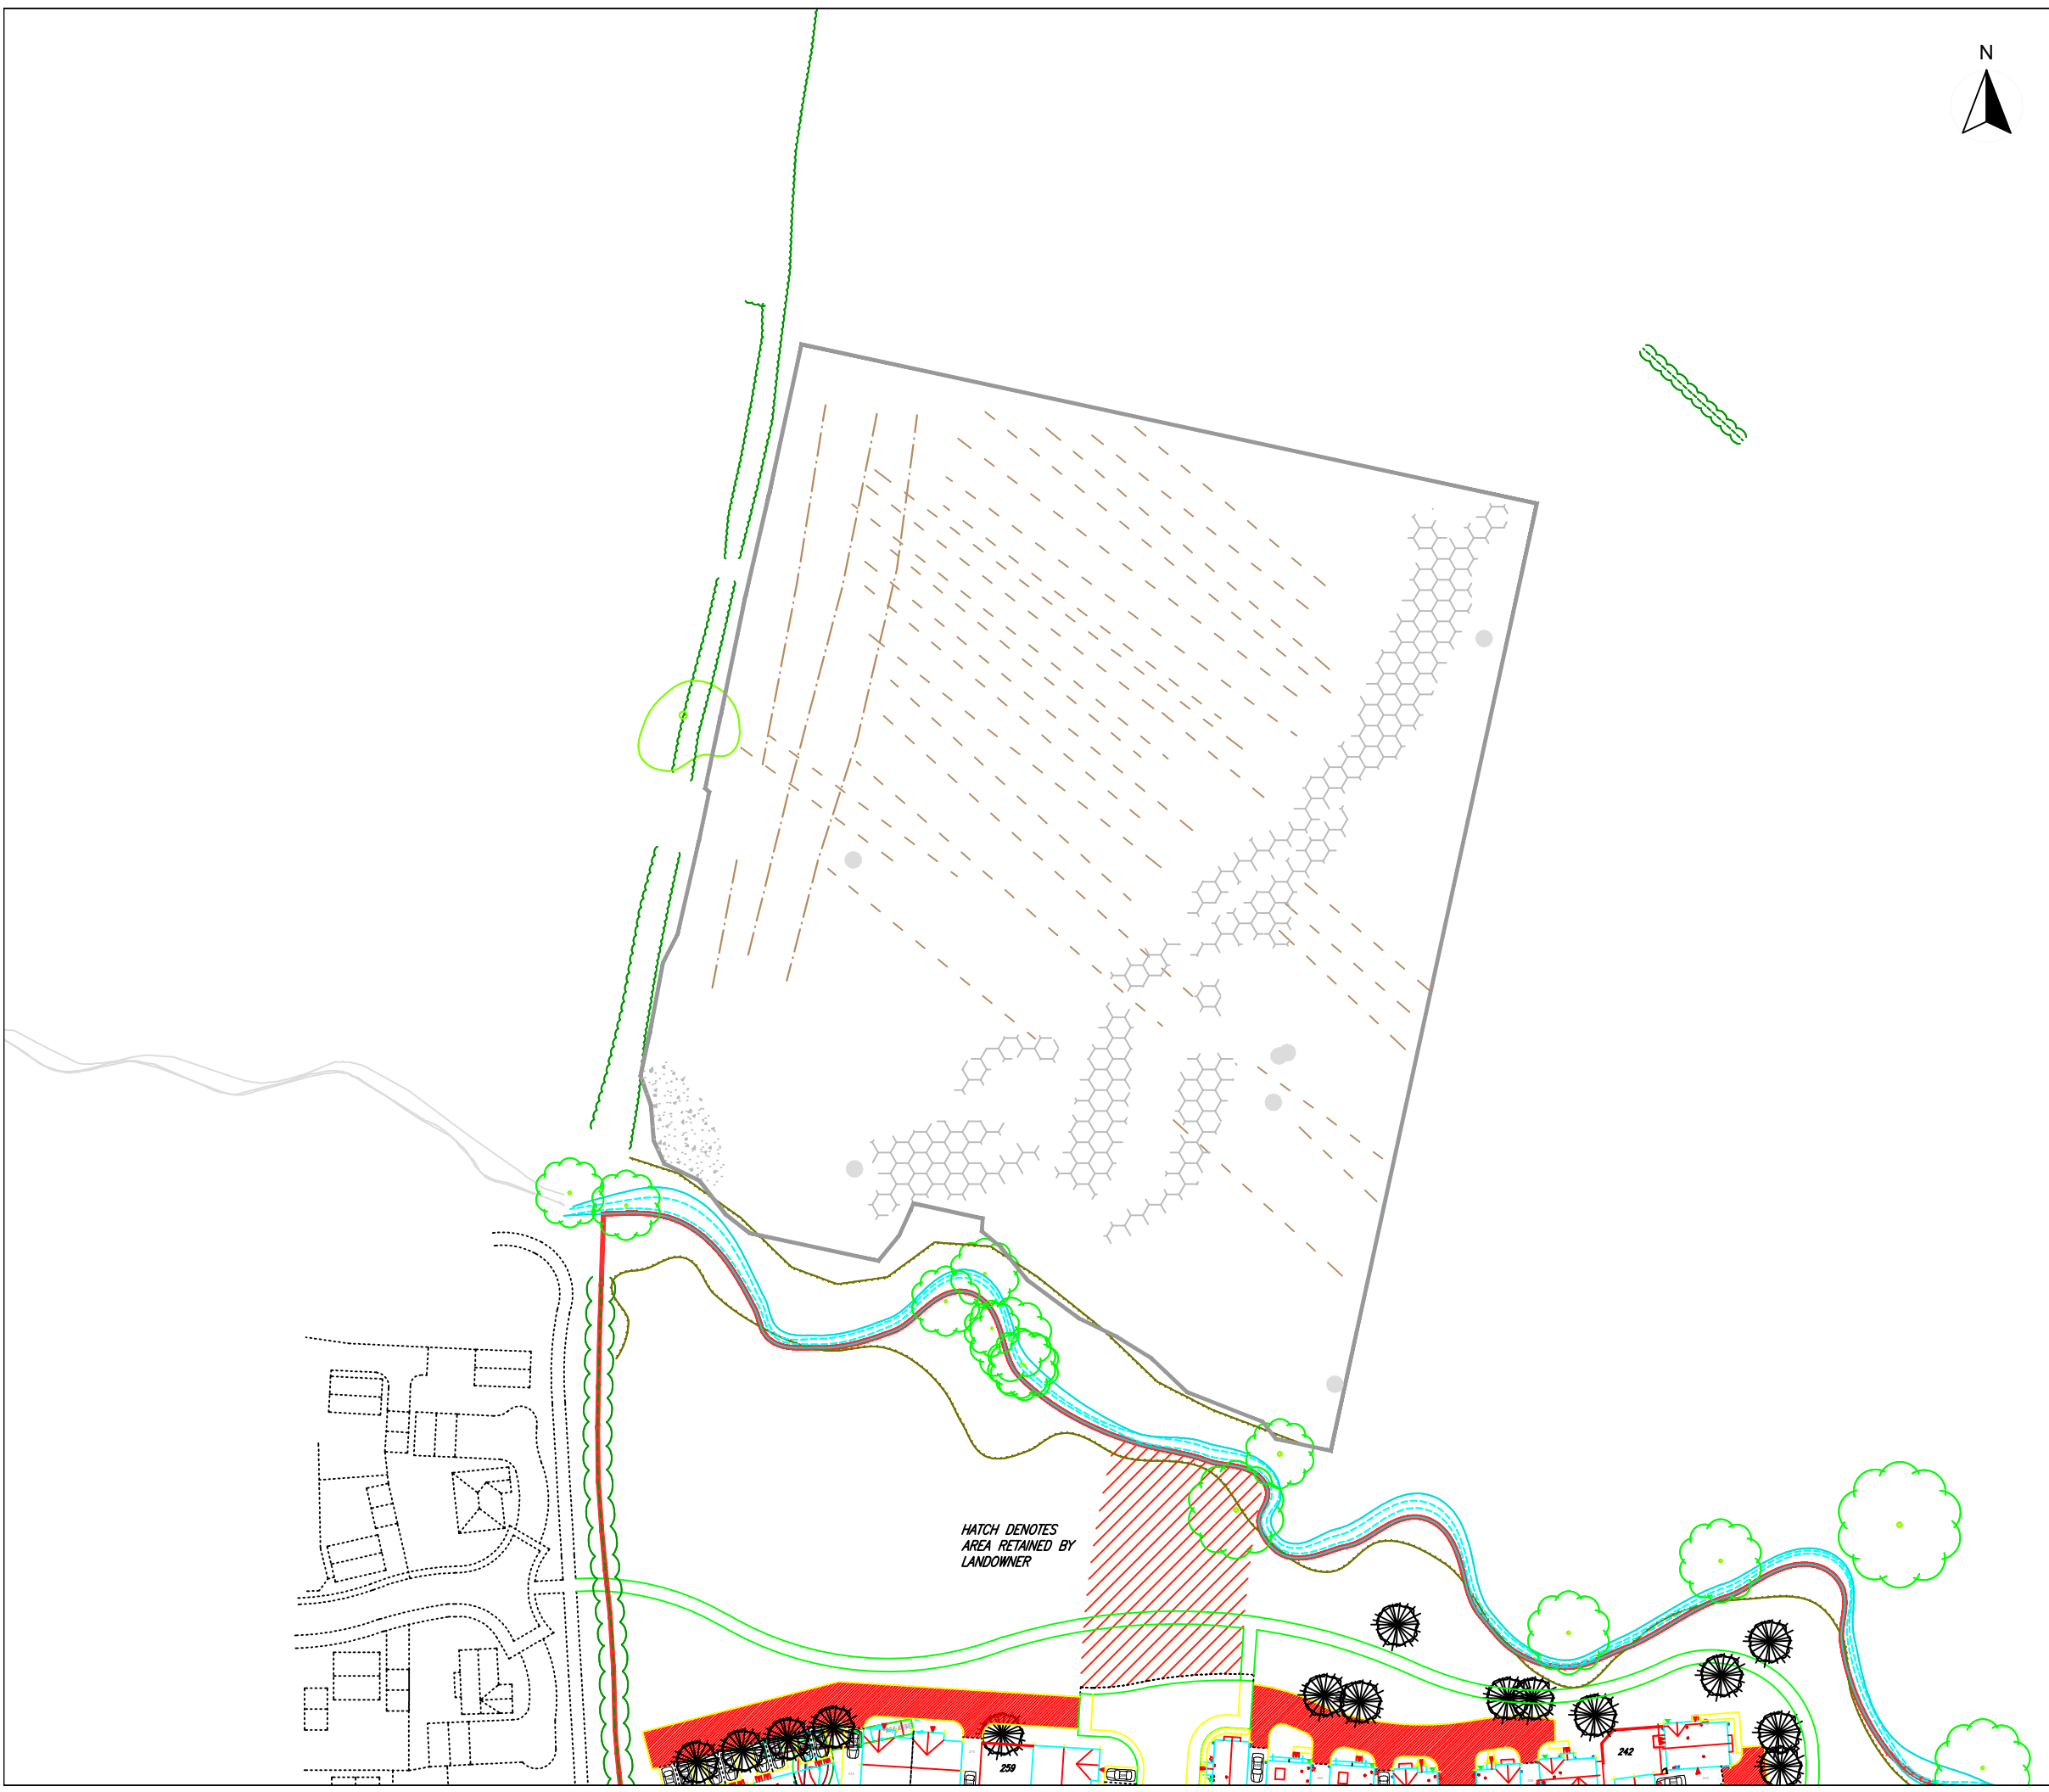 N
HATCH DENOTES
AREA RETAINED BY
LANDOWNER
242
259